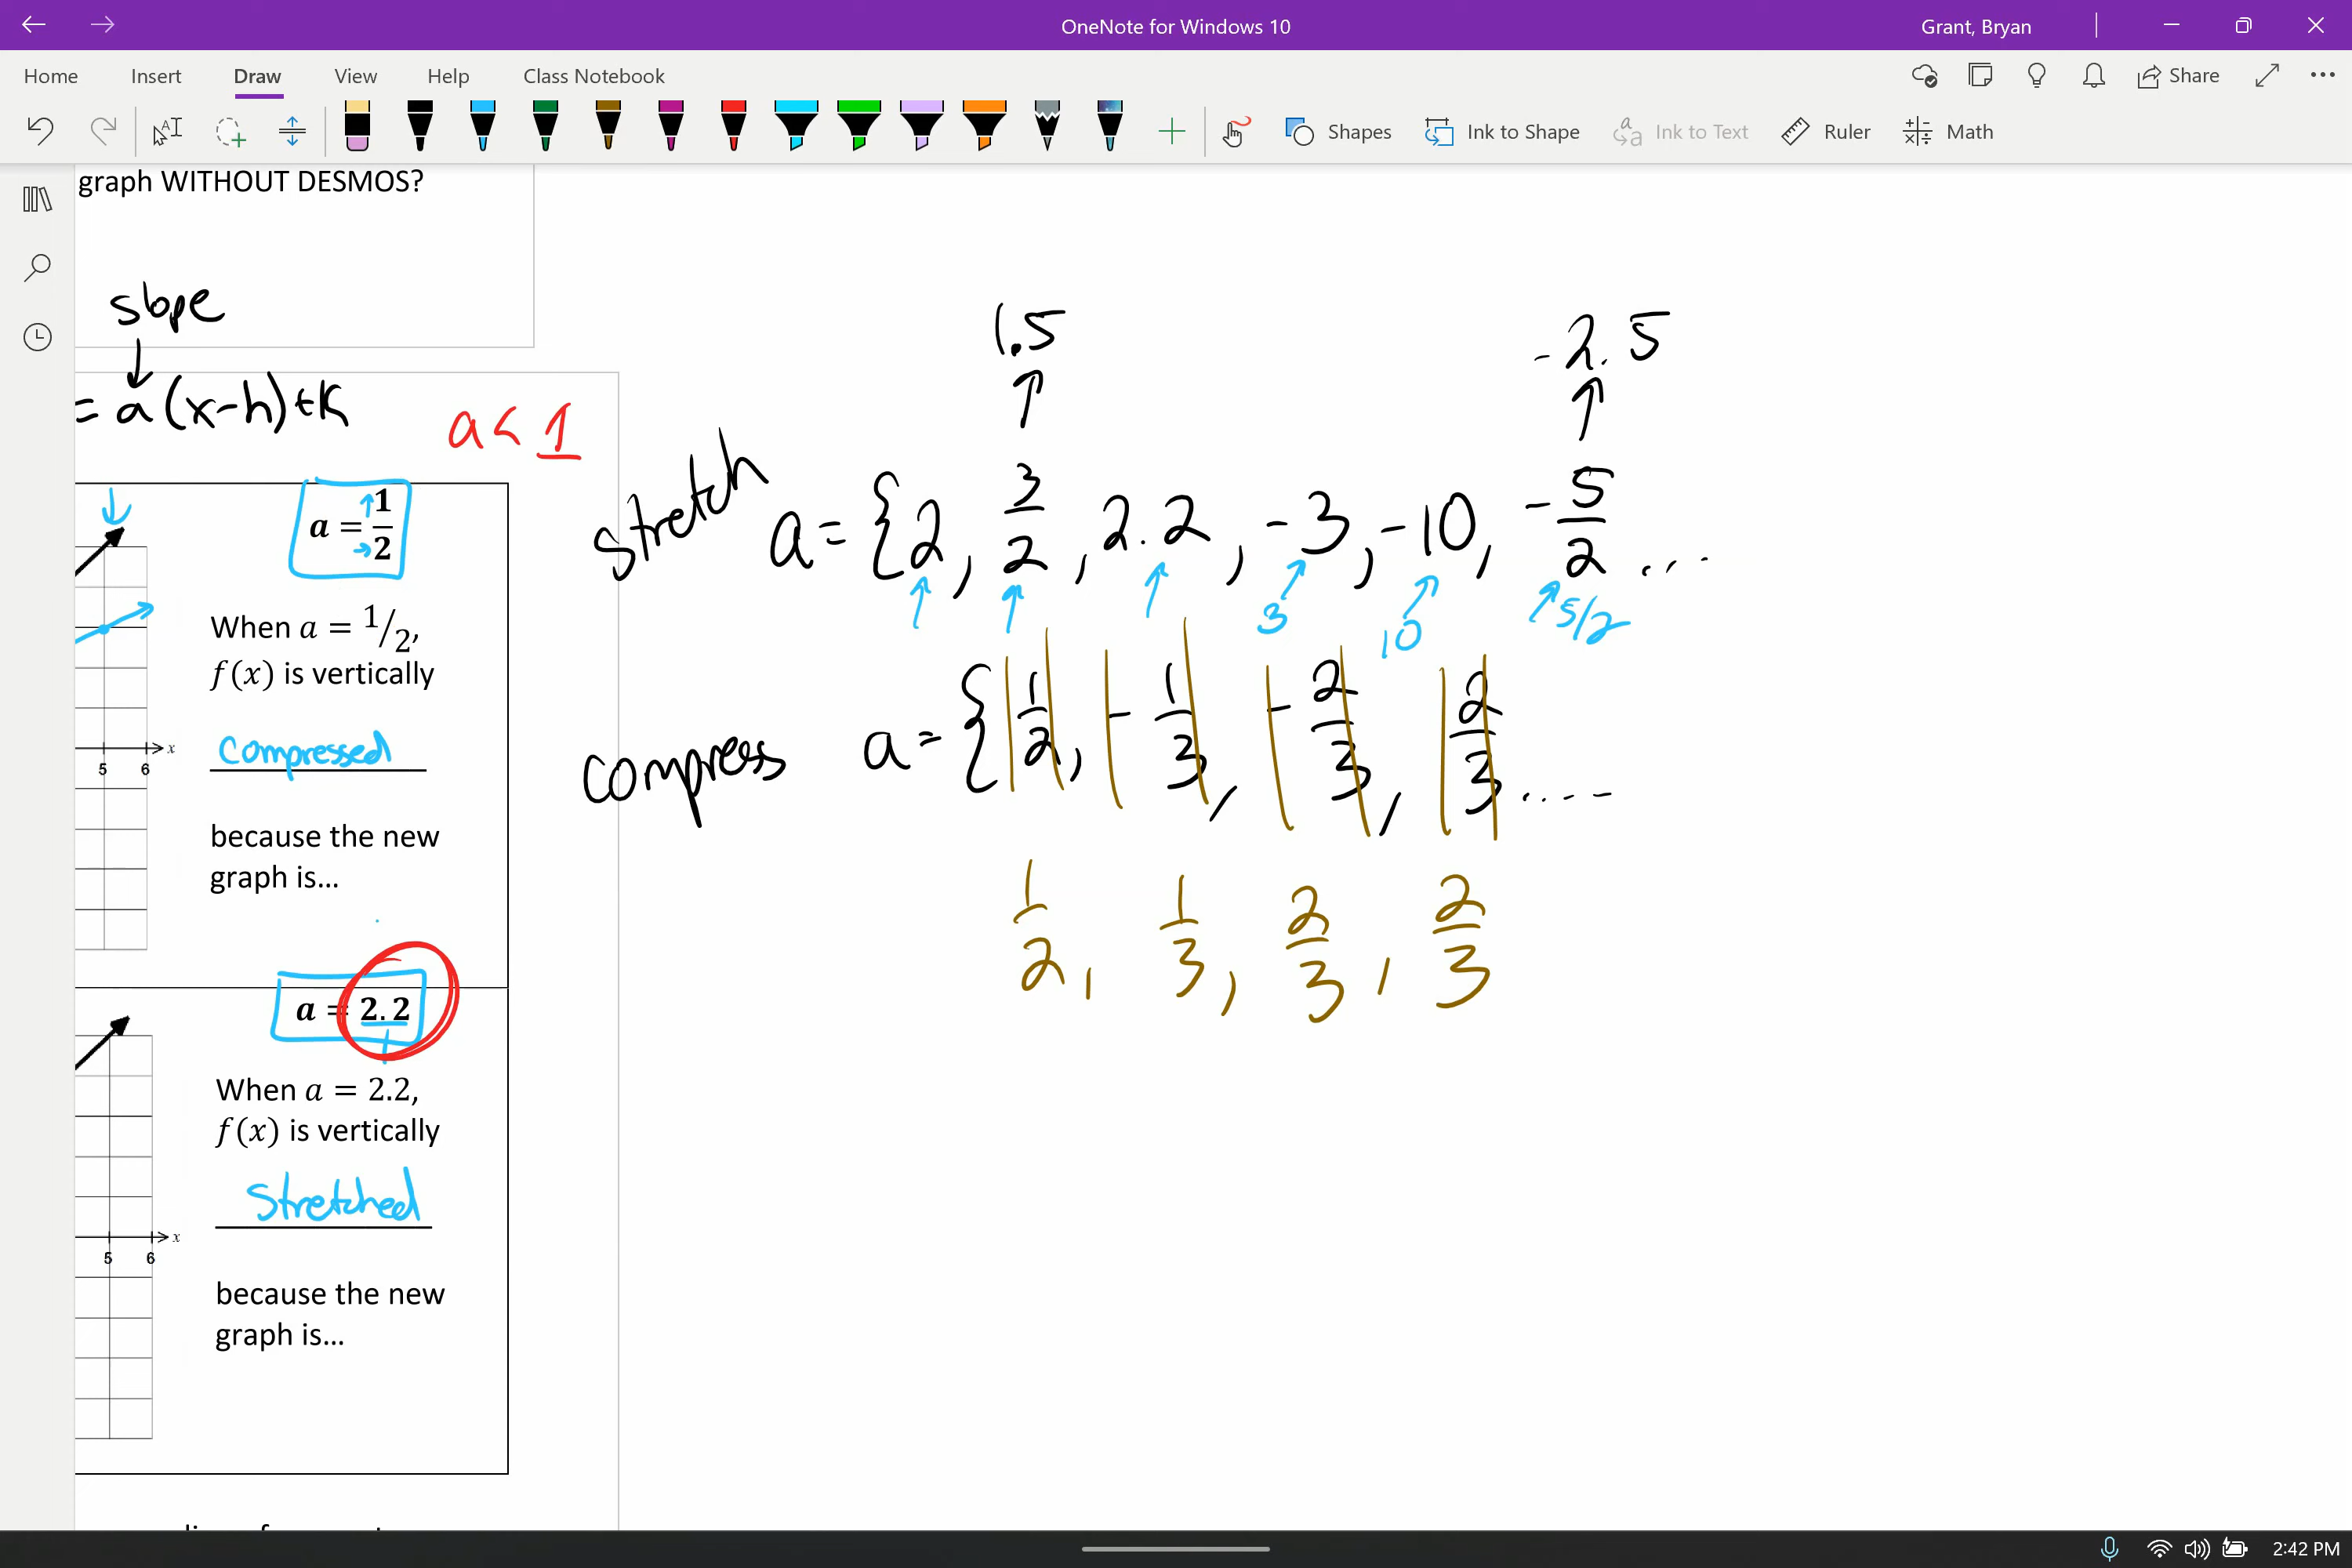 OneNote for Windows 10
Grant, Bryan
Home Insert Draw View Help Class Notebook
Share
Shapes Ink to Shape Ink to Text Ruler Math
graph WITHOUT DESMOS?
slope
= a(x-h)+k
a < 1
a = 1/2
When a = 1/2,
f(x) is vertically
Compressed
because the new
graph is...
x
5 6
a = 2.2
When a = 2.2,
f(x) is vertically
Stretched
because the new
graph is...
x
5 6
1.5 -2.5
stretch a = {2, 3/2, 2.2, -3, -10, -5/2 ...
3 10 5/2
compress a = {|1/2|, |-1/3|, |-2/3|, |2/3| .....
1/2, 1/3, 2/3, 2/3
2:42 PM